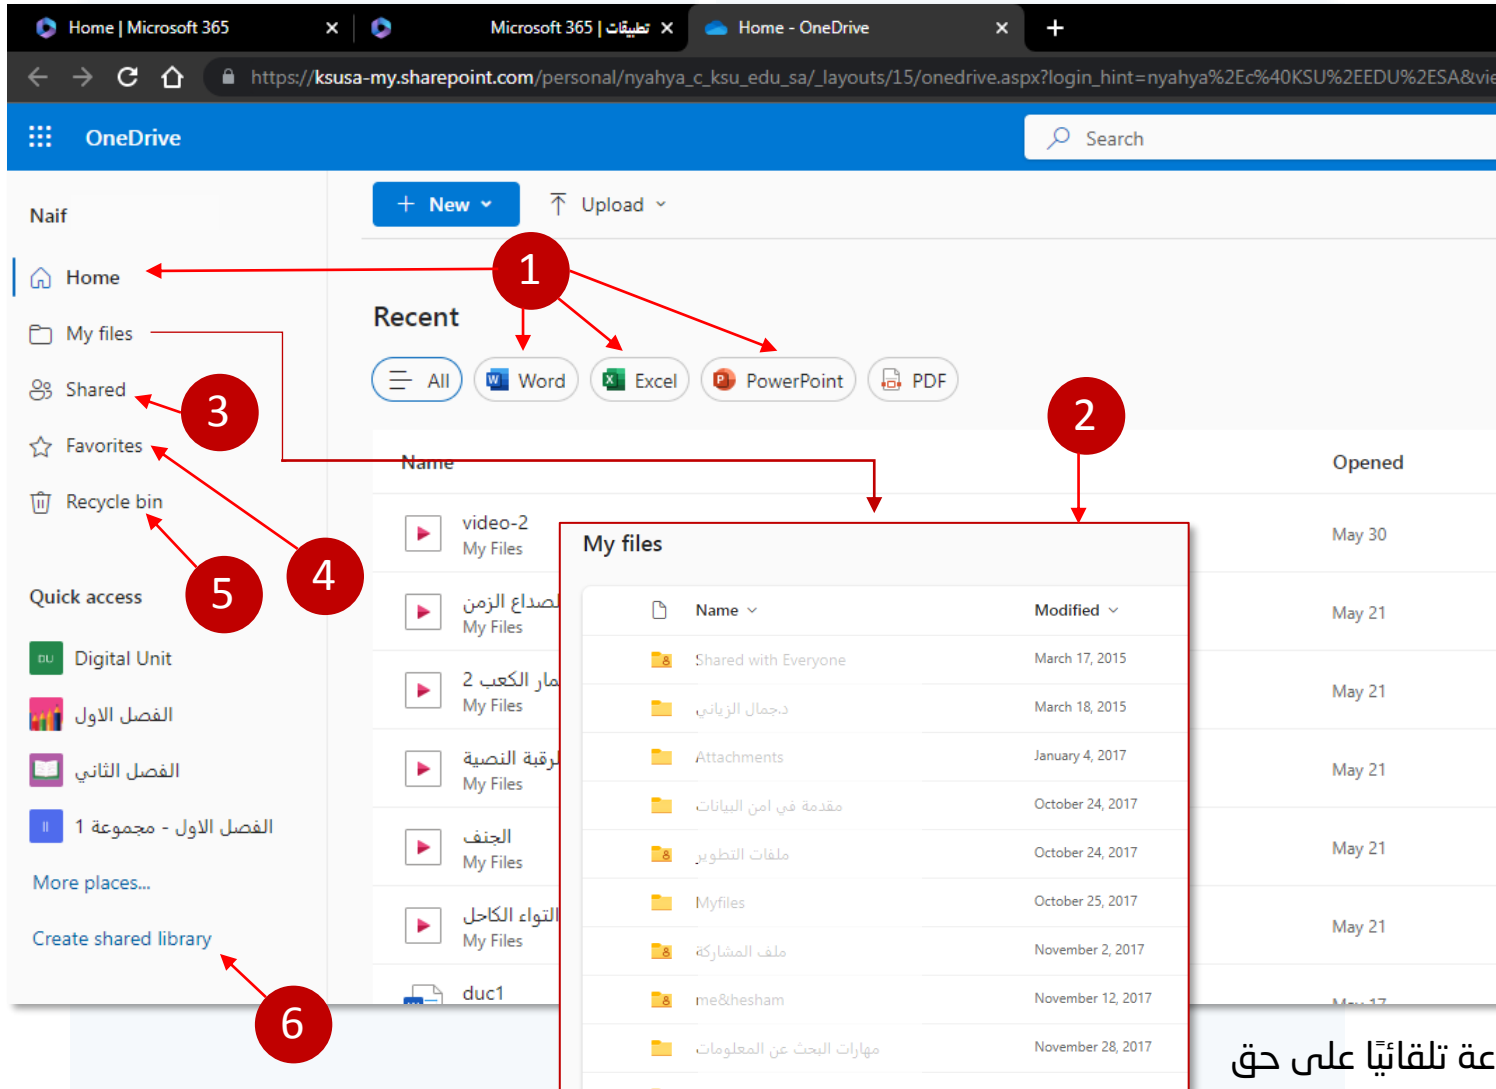 Home | Microsoft 365
Microsoft 365 | تطبيقات
Home - OneDrive
https://ksusa-my.sharepoint.com/personal/nyahya_c_ksu_edu_sa/_layouts/15/onedrive.aspx?login_hint=nyahya%2Ec%40KSU%2EEDU%2ESA&vie
OneDrive
Search
Naif
+ New
Upload
1
Home
My files
Shared
3
Favorites
Recycle bin
4
5
Quick access
Digital Unit
الفصل الاول
الفصل الثاني
الفصل الاول - مجموعة 1
More places...
Create shared library
6
Recent
All
Word
Excel
PowerPoint
PDF
2
Name
Opened
video-2
My Files
May 30
الزمن
My Files
May 21
الكعب 2
My Files
May 21
النصية
My Files
May 21
الجنف
My Files
May 21
التواء الكاحل
My Files
May 21
duc1
My files
Name
Modified
Shared with Everyone
March 17, 2015
د.جمال الزياني
March 18, 2015
Attachments
January 4, 2017
مقدمة في امن البيانات
October 24, 2017
ملفات التطوير
October 24, 2017
Myfiles
October 25, 2017
ملف المشاركة
November 2, 2017
me&hesham
November 12, 2017
مهارات البحث عن المعلومات
November 28, 2017
عة تلقائيًا على حق